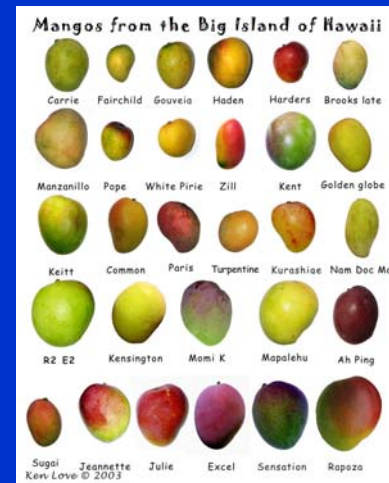 Mangos from the Big Island of Hawaii
Carrie Fairchild Gouveia Haden Harders Brooks late
Manzanillo Pope White Pirie Zill Kent Golden globe
Keitt Common Paris Turpentine Kurashiae Nam Doc Ma
R2 E2 Kensington Momi K Mapalehu Ah Ping
Sugai Jeannette Julie Excel Sensation Rapoza
Ken Love © 2003